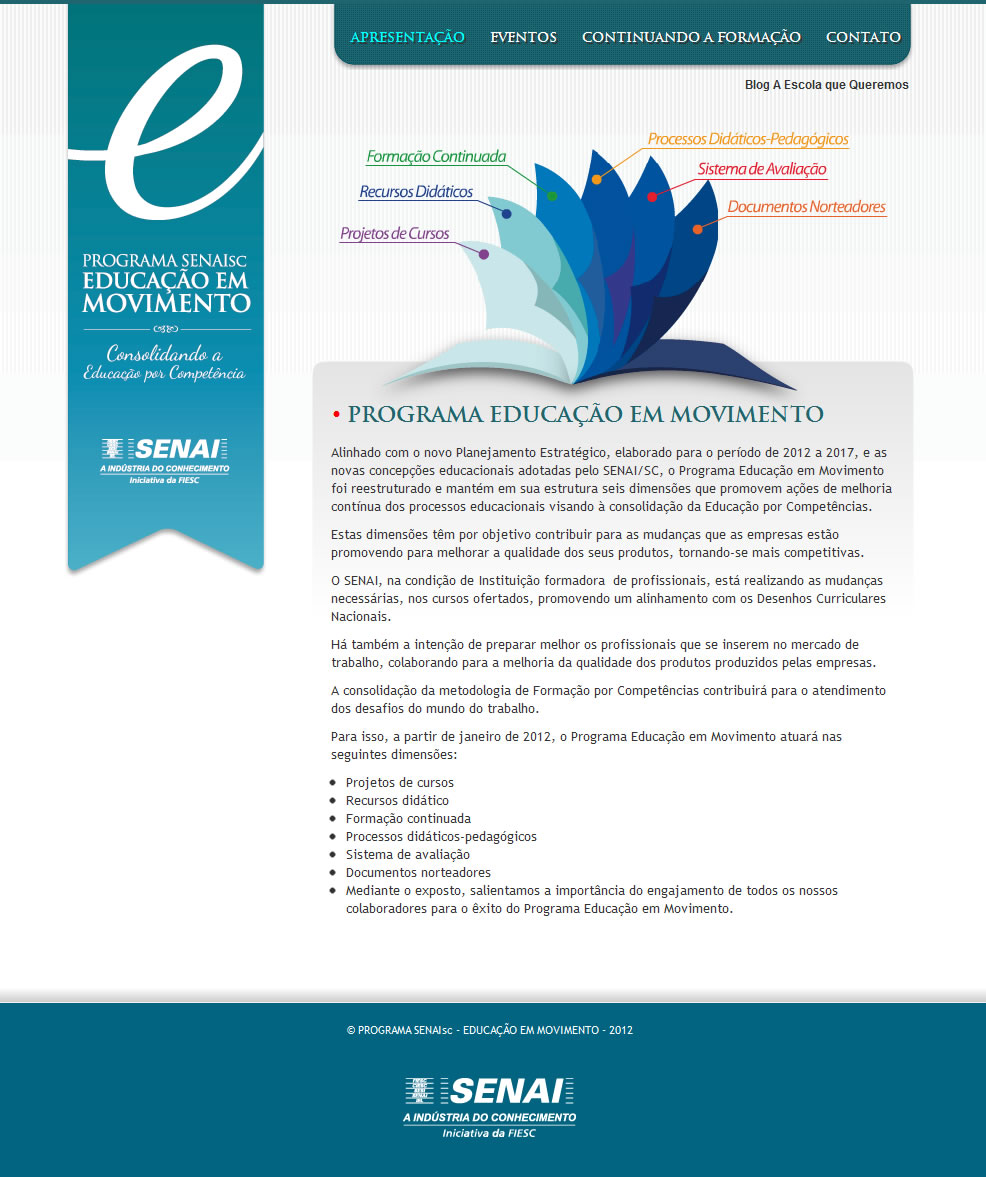 APRESENTAÇÃO EVENTOS CONTINUANDO A FORMAÇÃO CONTATO
Blog A Escola que Queremos
e
PROGRAMA SENAIsc
EDUCAÇÃO EM
MOVIMENTO
Consolidando a
Educação por Competência
SENAI
A INDÚSTRIA DO CONHECIMENTO
Iniciativa da FIESC
Processos Didáticos-Pedagógicos
Formação Continuada
Sistema de Avaliação
Recursos Didáticos
Documentos Norteadores
Projetos de Cursos
• PROGRAMA EDUCAÇÃO EM MOVIMENTO
Alinhado com o novo Planejamento Estratégico, elaborado para o período de 2012 a 2017, e as
novas concepções educacionais adotadas pelo SENAI/SC, o Programa Educação em Movimento
foi reestruturado e mantém em sua estrutura seis dimensões que promovem ações de melhoria
contínua dos processos educacionais visando à consolidação da Educação por Competências.
Estas dimensões têm por objetivo contribuir para as mudanças que as empresas estão
promovendo para melhorar a qualidade dos seus produtos, tornando-se mais competitivas.
O SENAI, na condição de Instituição formadora de profissionais, está realizando as mudanças
necessárias, nos cursos ofertados, promovendo um alinhamento com os Desenhos Curriculares
Nacionais.
Há também a intenção de preparar melhor os profissionais que se inserem no mercado de
trabalho, colaborando para a melhoria da qualidade dos produtos produzidos pelas empresas.
A consolidação da metodologia de Formação por Competências contribuirá para o atendimento
dos desafios do mundo do trabalho.
Para isso, a partir de janeiro de 2012, o Programa Educação em Movimento atuará nas
seguintes dimensões:
• Projetos de cursos
• Recursos didático
• Formação continuada
• Processos didáticos-pedagógicos
• Sistema de avaliação
• Documentos norteadores
• Mediante o exposto, salientamos a importância do engajamento de todos os nossos
colaboradores para o êxito do Programa Educação em Movimento.
© PROGRAMA SENAIsc - EDUCAÇÃO EM MOVIMENTO - 2012
SENAI
A INDÚSTRIA DO CONHECIMENTO
Iniciativa da FIESC